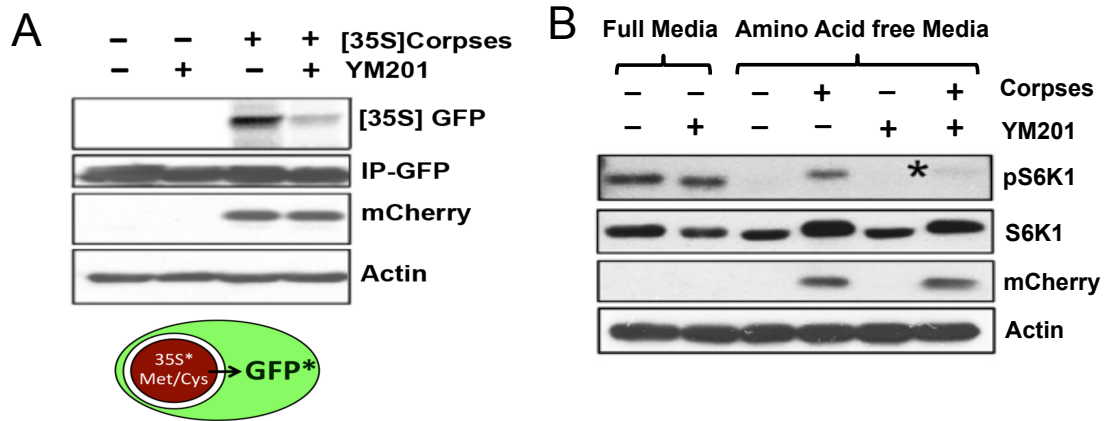 A
– – + + [35S]Corpses
– + – + YM201
[35S] GFP
IP-GFP
mCherry
Actin
35S*
Met/Cys
GFP*
B
Full Media Amino Acid free Media
– – – + – + Corpses
– + – – + + YM201
* pS6K1
S6K1
mCherry
Actin